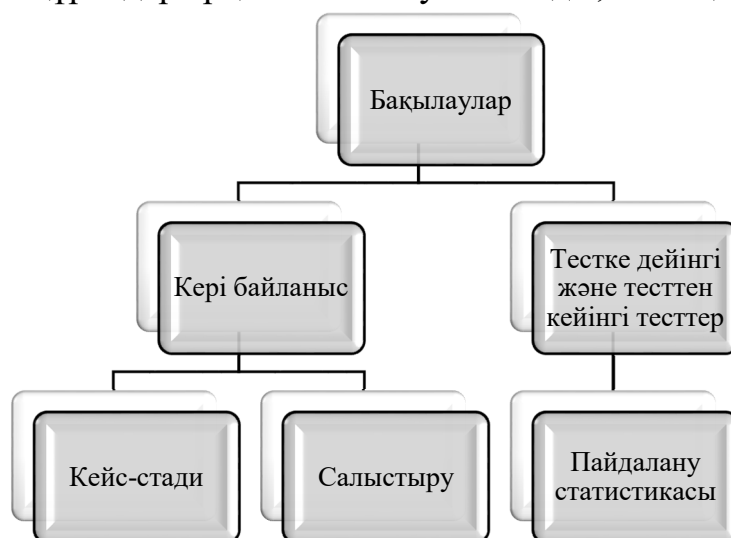 Бақылаулар
Кері байланыс
Тестке дейінгі
және тесттен
кейінгі тесттер
Кейс-стади
Салыстыру
Пайдалану
статистикасы